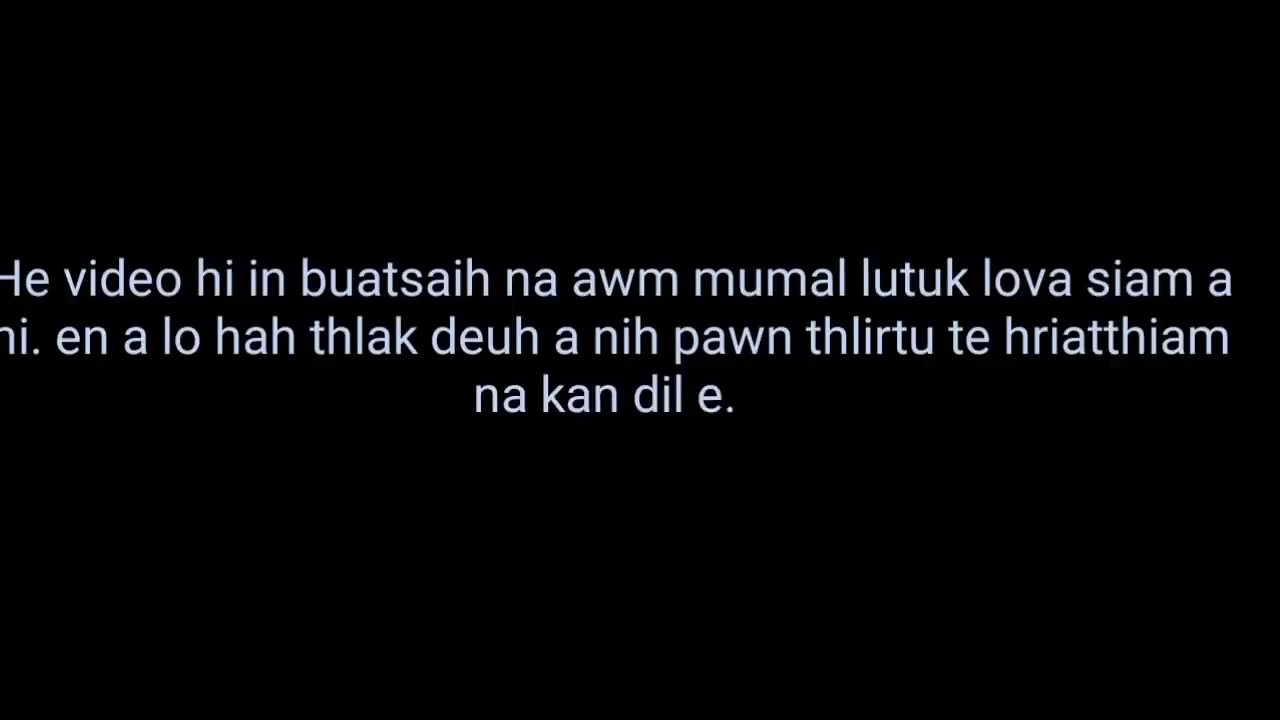 He video hi in buatsaih na awm mumal lutuk lova siam a
ni. en a lo hah thlak deuh a nih pawn thlirtu te hriatthiam
na kan dil e.